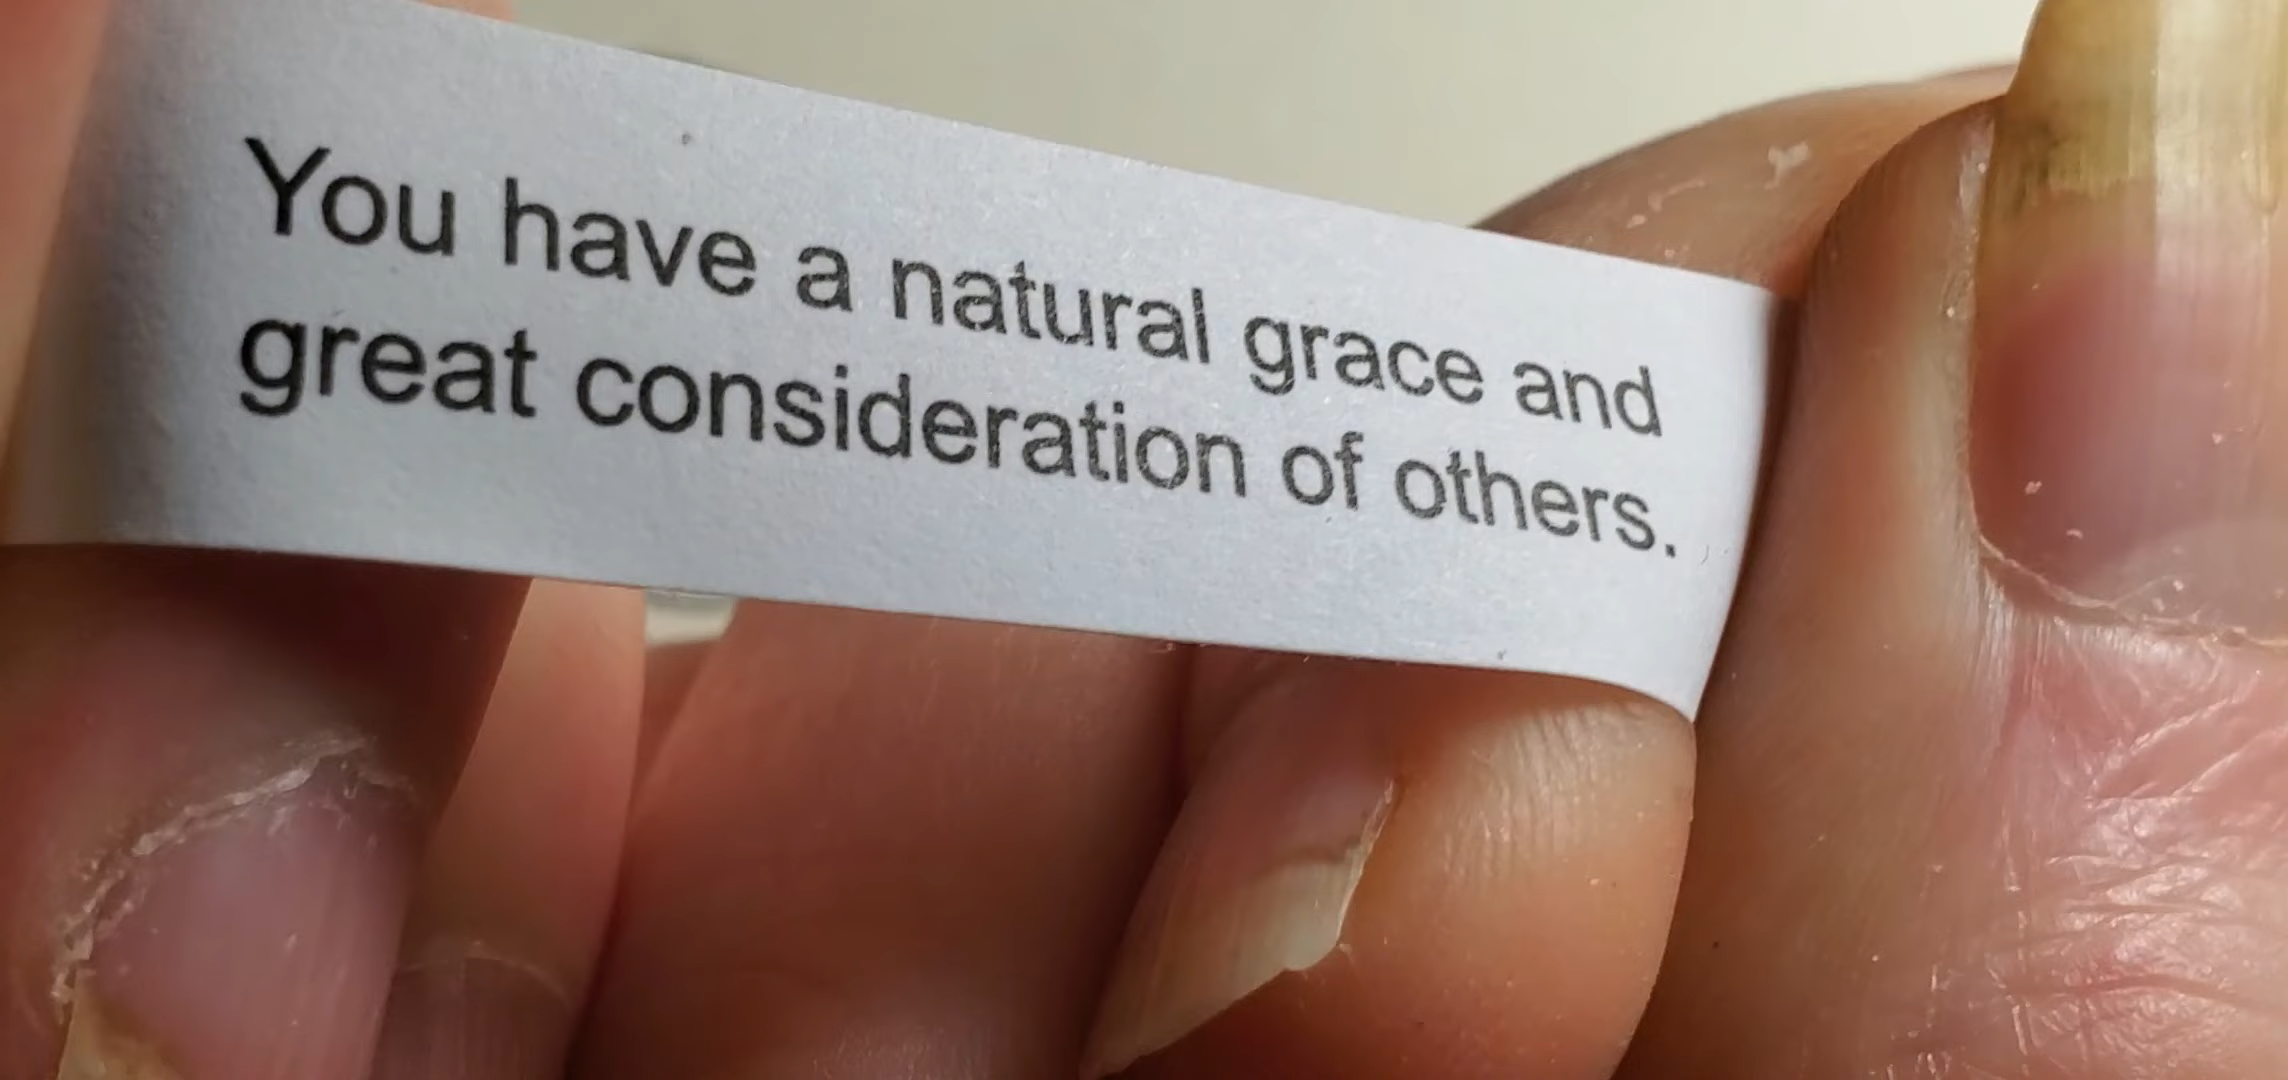 You have a natural grace and
great consideration of others.